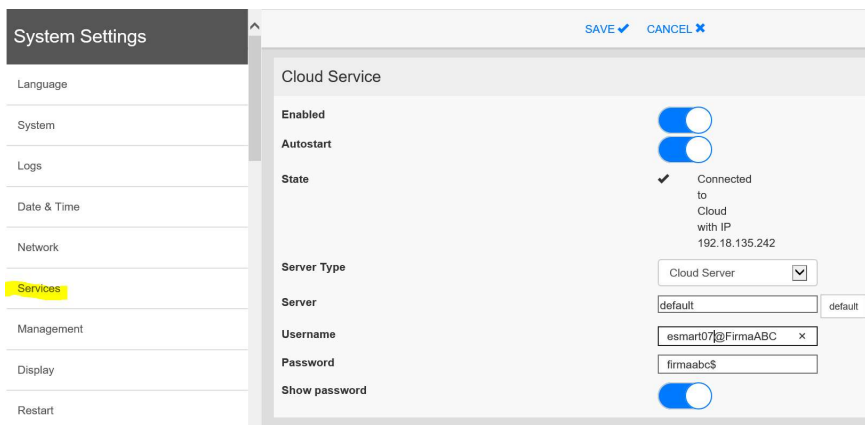 System Settings
Language
System
Logs
Date & Time
Network
Services
Management
Display
Restart
SAVE CANCEL
Cloud Service
Enabled
Autostart
State
Connected
to
Cloud
with IP
192.18.135.242
Server Type
Cloud Server
Server
default
default
Username
esmart07@FirmaABC
Password
firmaabc$
Show password